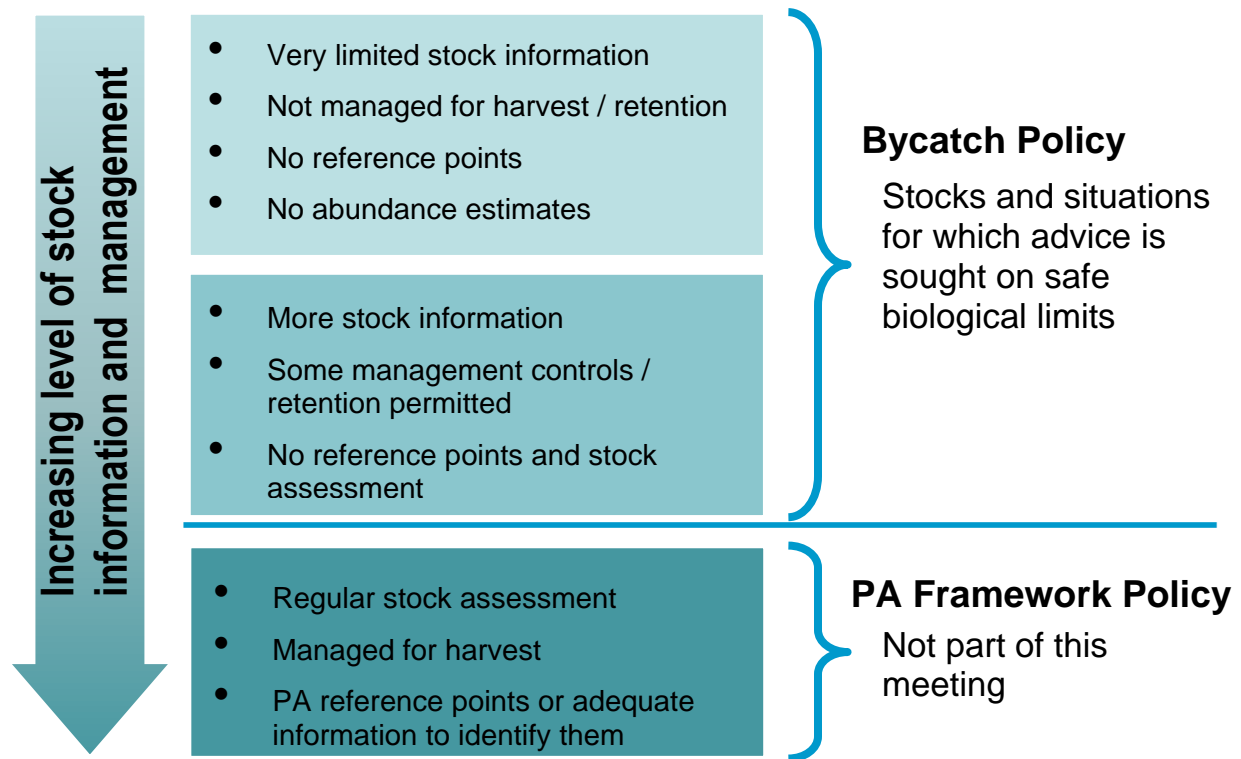 Increasing level of stock
information and management
• Very limited stock information
• Not managed for harvest / retention
• No reference points
• No abundance estimates
Bycatch Policy
Stocks and situations
for which advice is
sought on safe
biological limits
• More stock information
• Some management controls /
retention permitted
• No reference points and stock
assessment
• Regular stock assessment
• Managed for harvest
• PA reference points or adequate
information to identify them
PA Framework Policy
Not part of this
meeting